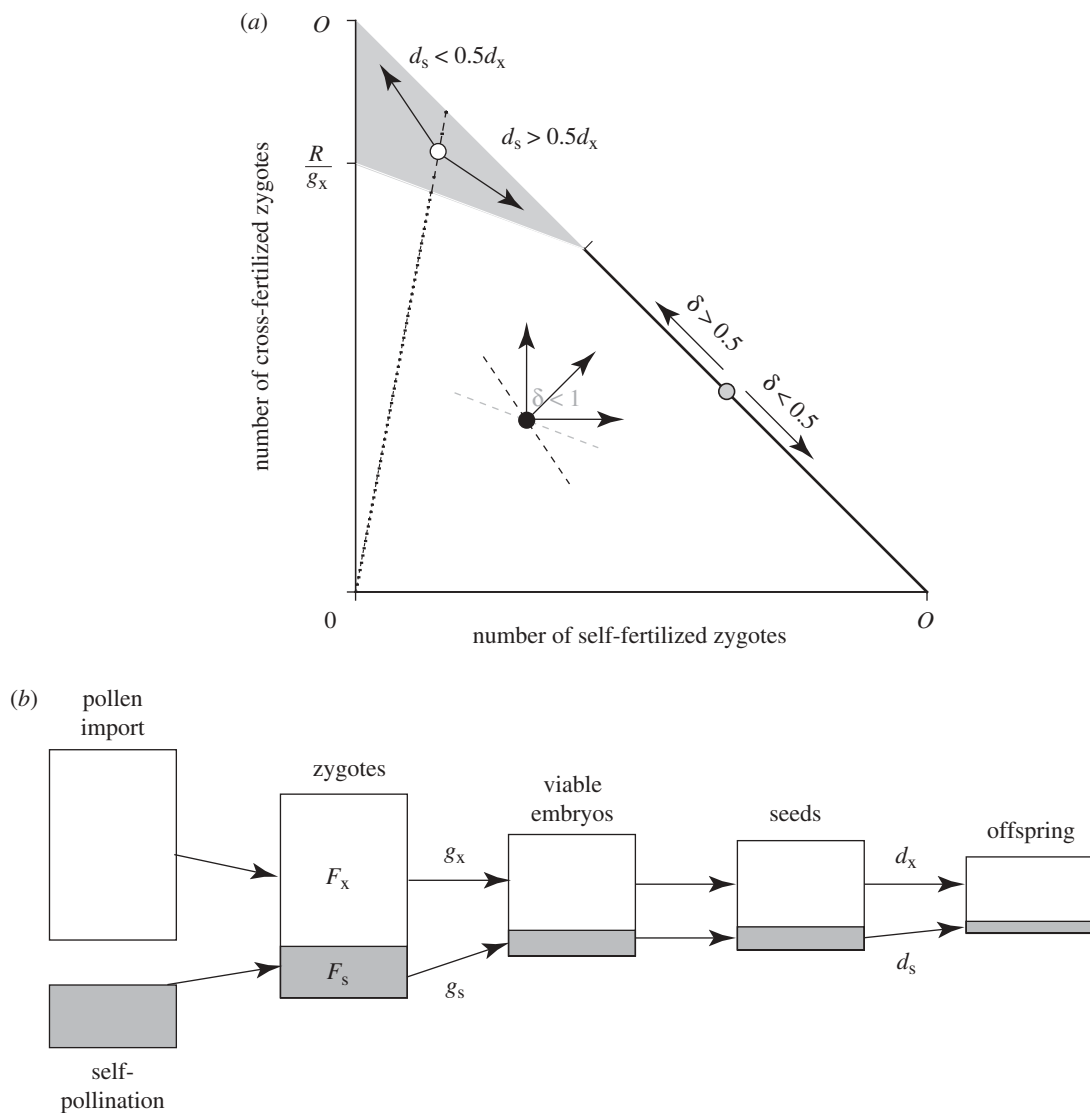 (a)
O
d_s < 0.5d_x
d_s > 0.5d_x
R
g_x
number of cross-fertilized zygotes
δ > 0.5
δ < 0.5
δ < 1
0
O
number of self-fertilized zygotes
(b)
pollen
import
zygotes
viable
embryos
seeds
offspring
F_x
g_x
d_x
F_s
g_s
d_s
self-
pollination